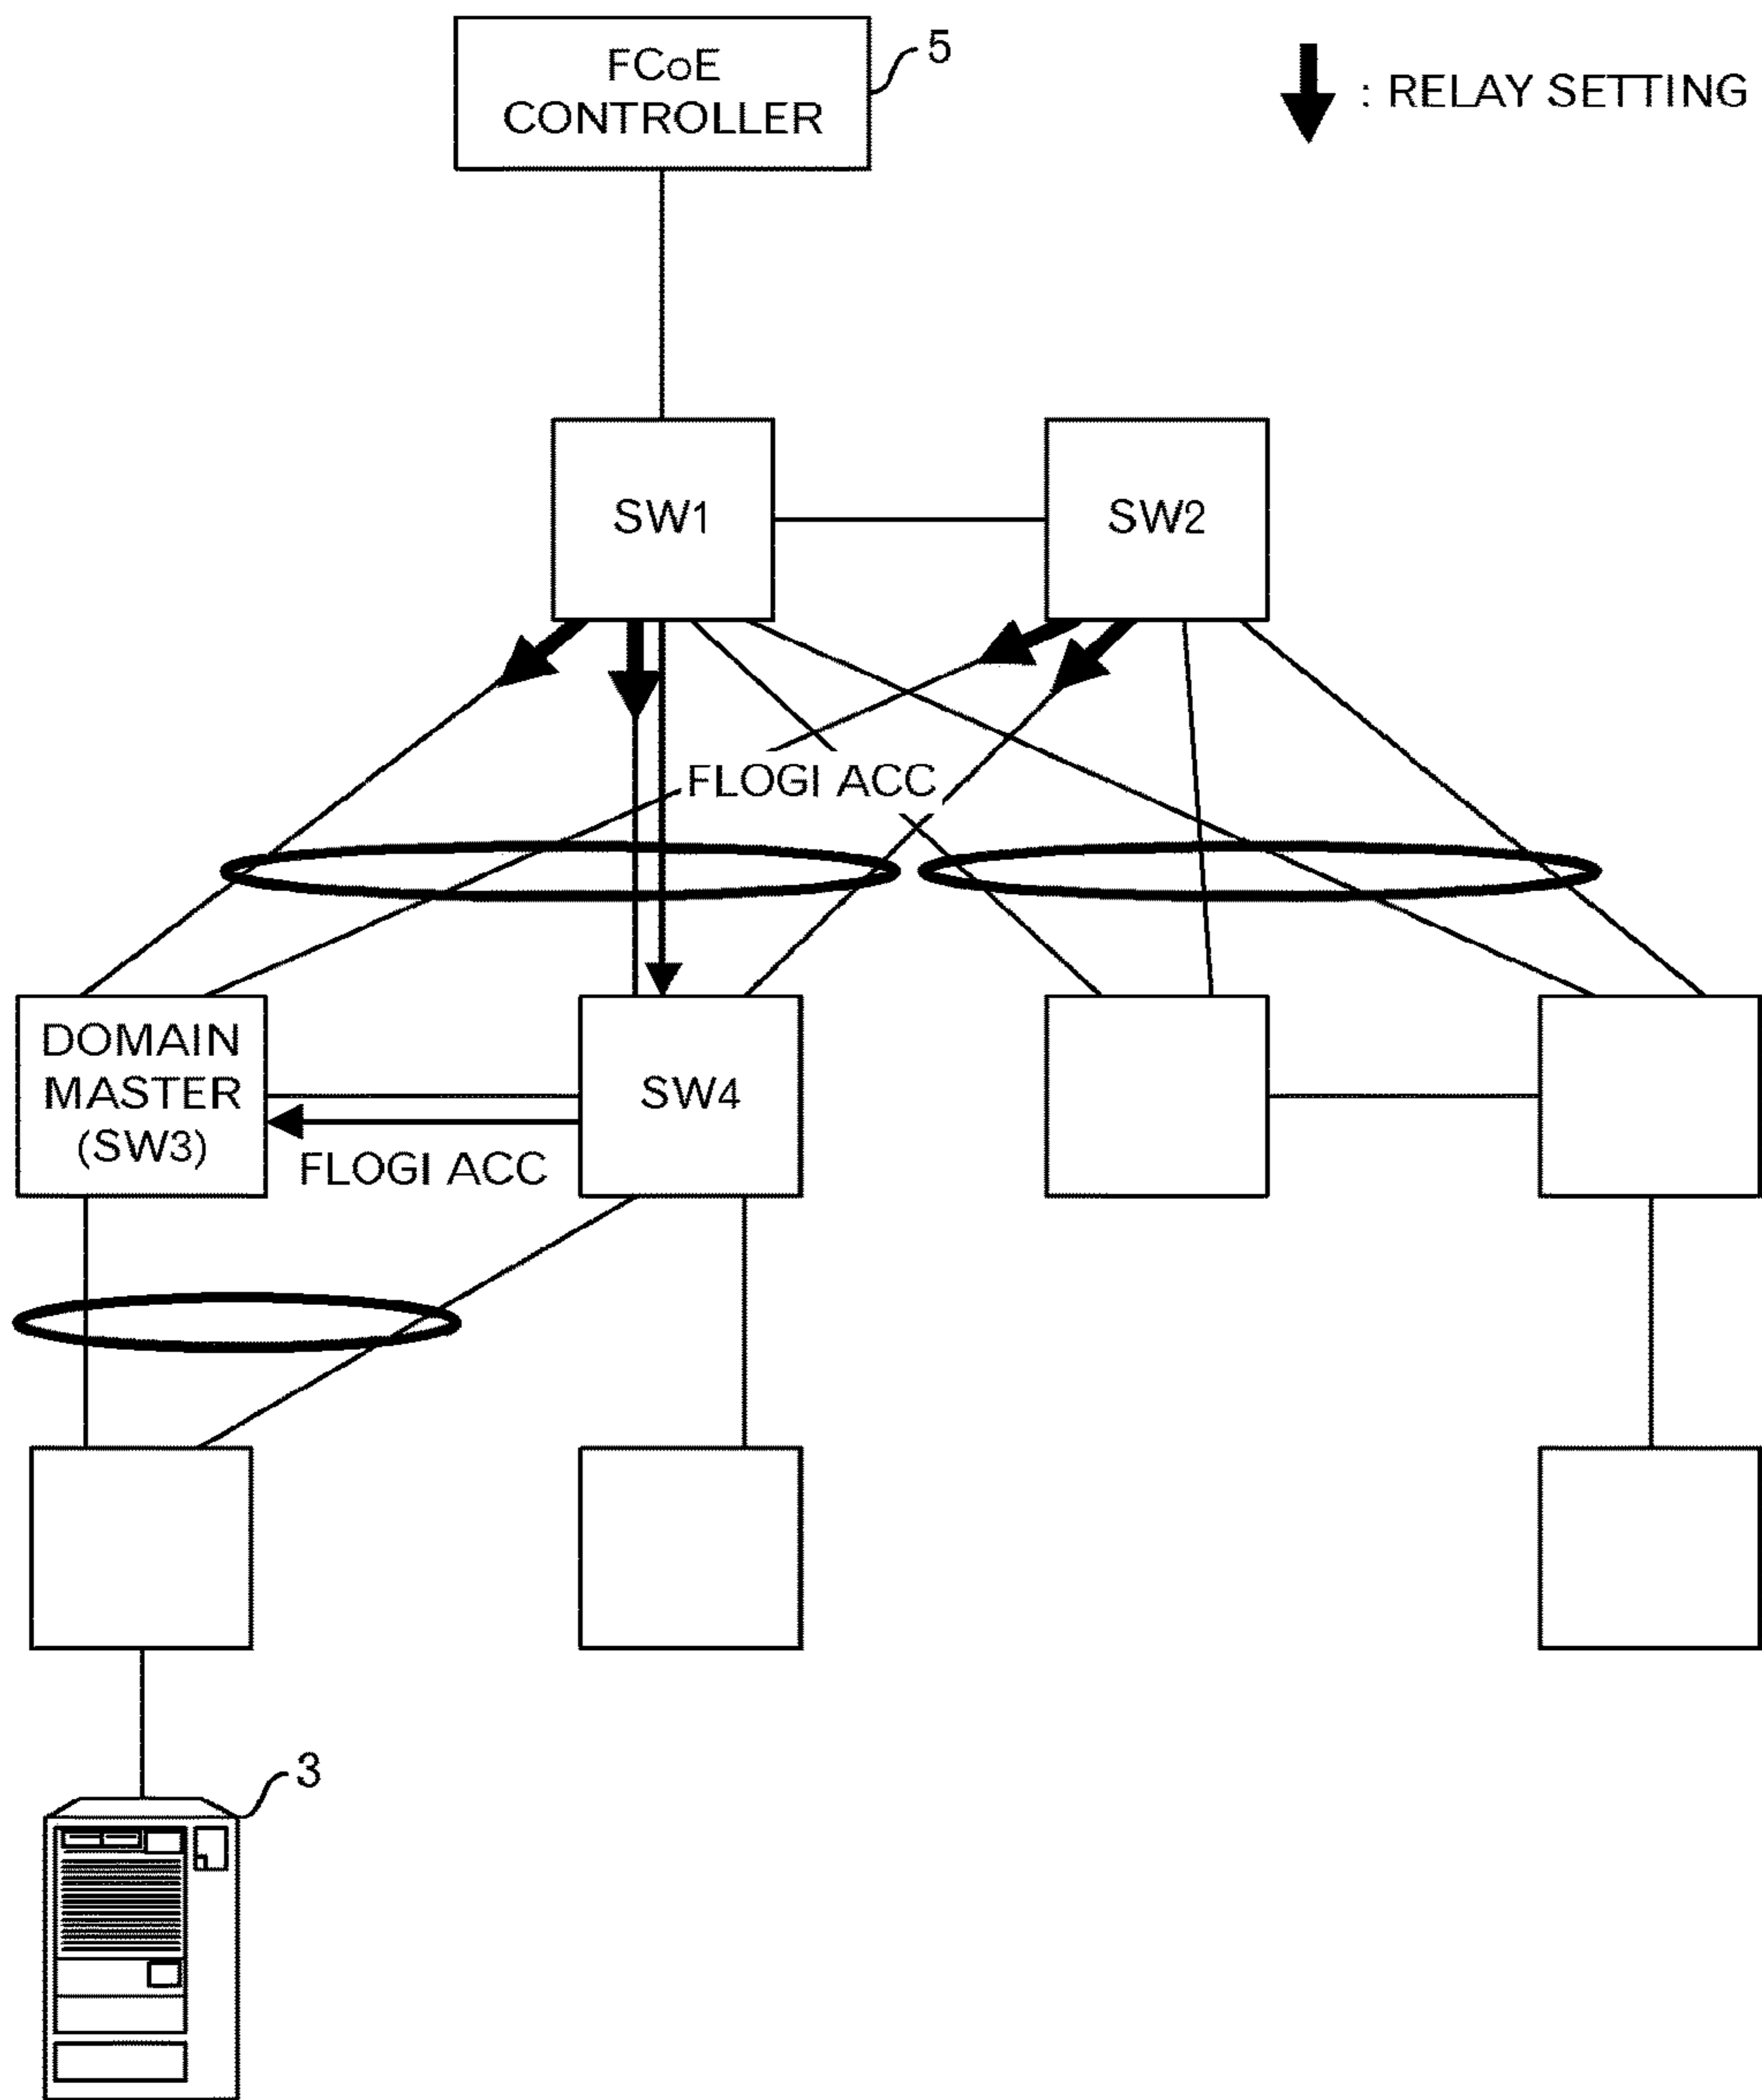 FCoE
CONTROLLER
5
: RELAY SETTING
SW1
SW2
FLOGI ACC
DOMAIN
MASTER
(SW3)
SW4
FLOGI ACC
3